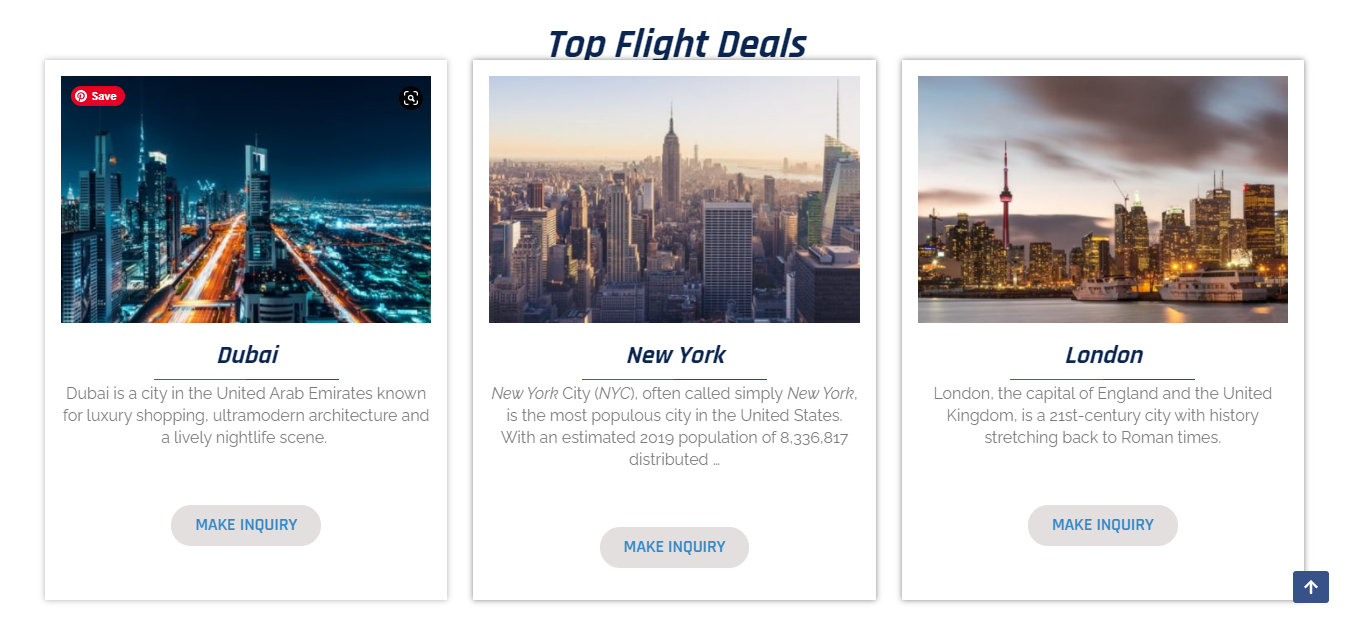 Top Flight Deals
Save
Dubai
Dubai is a city in the United Arab Emirates known
for luxury shopping, ultramodern architecture and
a lively nightlife scene.
MAKE INQUIRY
New York
New York City (NYC), often called simply New York,
is the most populous city in the United States.
With an estimated 2019 population of 8,336,817
distributed ...
MAKE INQUIRY
London
London, the capital of England and the United
Kingdom, is a 21st-century city with history
stretching back to Roman times.
MAKE INQUIRY